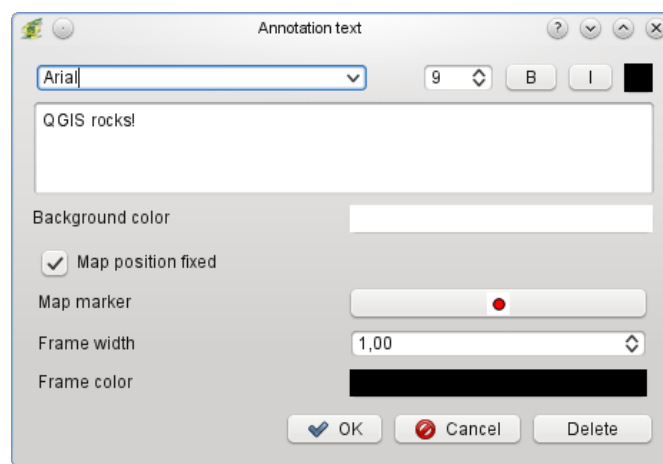 Annotation text
Arial 9 B I
QGIS rocks!
Background color
Map position fixed
Map marker
Frame width 1,00
Frame color
OK Cancel Delete